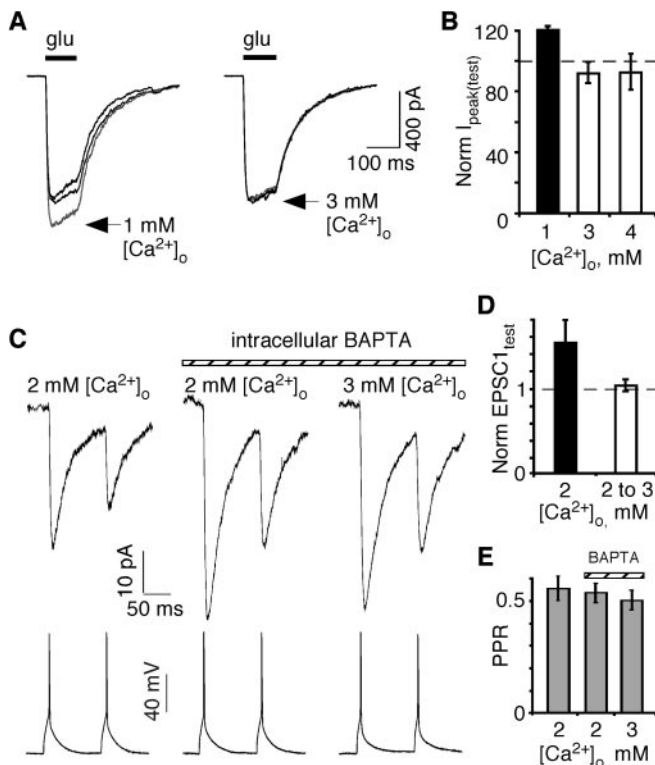 A
glu
glu
400 pA
100 ms
1 mM
[Ca²⁺]ₒ
3 mM
[Ca²⁺]ₒ
B
Norm I peak(test)
120
80
40
0
1 3 4
[Ca²⁺]ₒ, mM
C
intracellular BAPTA
2 mM [Ca²⁺]ₒ
2 mM [Ca²⁺]ₒ
3 mM [Ca²⁺]ₒ
10 pA
50 ms
40 mV
D
Norm EPSC1 test
1
0
2 2 to 3
[Ca²⁺]ₒ, mM
E
BAPTA
PPR
0.5
0
2 2 3
[Ca²⁺]ₒ mM